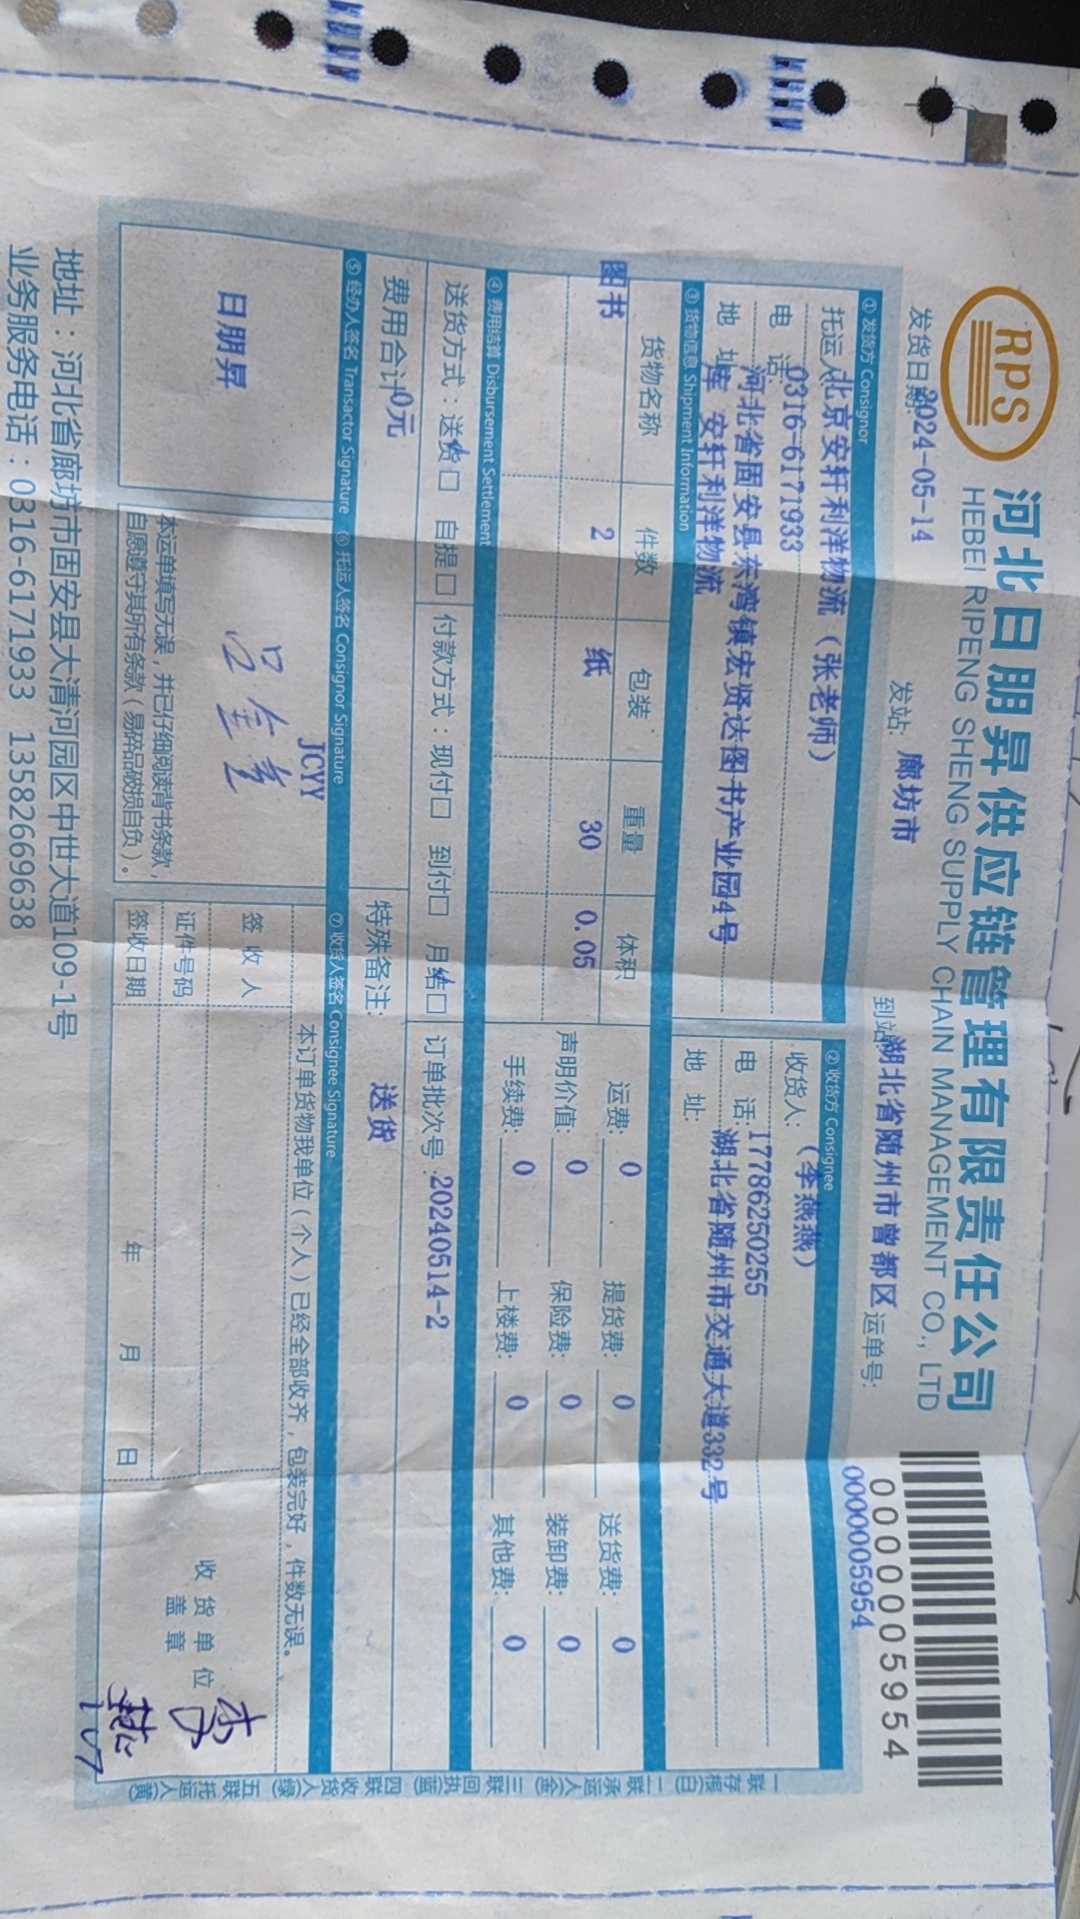 RPS
河北日朋昇供应链管理有限责任公司
HEBEI RIPENG SHENG SUPPLY CHAIN MANAGEMENT CO., LTD
0000005954
发货日期:2024-05-14 发站: 廊坊市 到站:湖北省随州市曾都区 运单号: 0000005954
① 发货方 Consignor
托运人:北京安轩利洋物流（张老师）
电 话:0316-6171933
地 址:河北省固安县东湾镇宏贤达图书产业园4号
库 安轩利洋物流
② 收货方 Consignee
收货人: （李燕燕）
电 话:17786250255
地 址: 湖北省随州市交通大道332号
③ 货物信息 Shipment Information
货物名称 件数 包装 重量 体积
图书 2 纸 30 0.05
运费: 0 提货费: 0 送货费: 0
声明价值: 0 保险费: 0 装卸费: 0
手续费: 0 上楼费: 0 其他费: 0
④ 费用结算 Disbursement Settlement
送货方式：送货□ 自提□ 付款方式：现付□ 到付□ 月结□ 订单批次号:20240514-2
费用合计:0元 特殊备注: 送货
⑤ 经办人签名 Transactor Signature
日朋昇
⑥ 托运人签名 Consignor Signature
JCYY
本运单填写无误，并已仔细阅读背书条款，
自愿遵守其所有条款（易碎品破损自负）。
⑦ 收货人签名 Consignee Signature
本订单货物我单位（个人）已经全部收齐，包装完好，件数无误。
签 收 人
证件号码
签收日期 年 月 日
收 货 单 位
盖 章
地址：河北省廊坊市固安县大清河园区中世大道109-1号
业务服务电话：0316-6171933 13582669638
一联存根(白) 二联承运人(金) 三联回执(蓝) 四联收货人(绿) 五联托运人(黄)